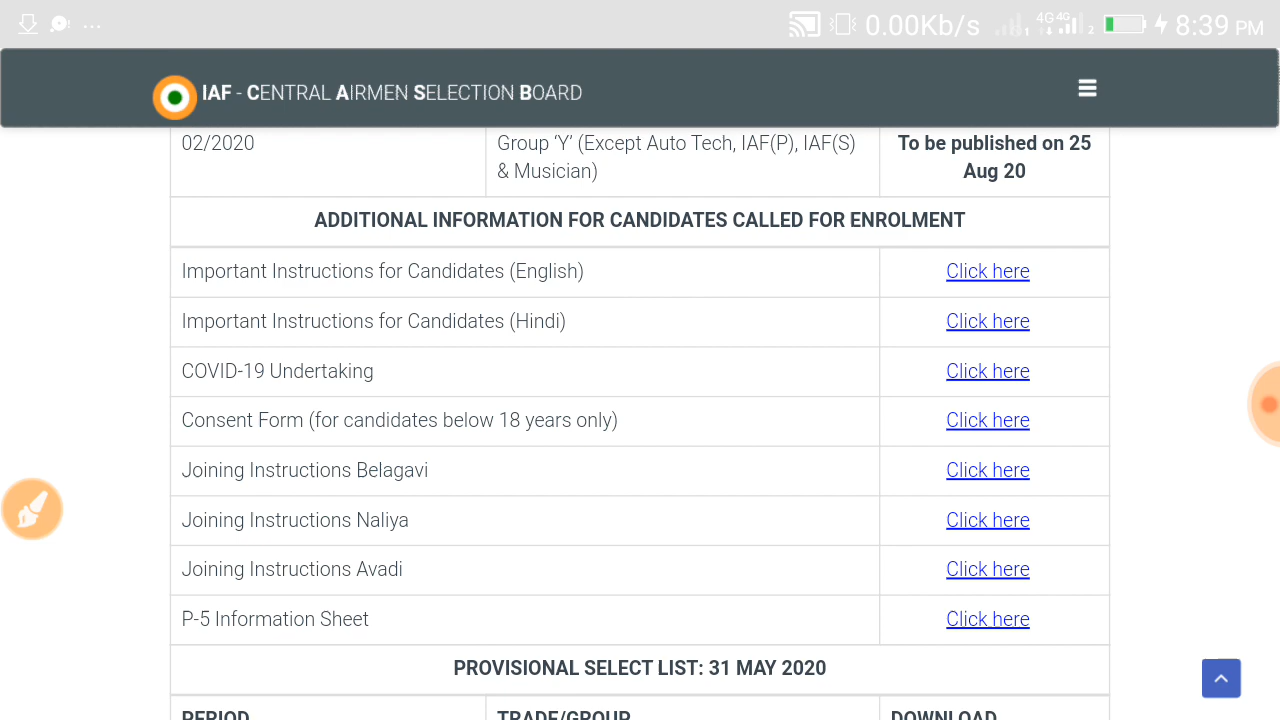 0.00Kb/s 4G 4G 2 8:39 PM
IAF - CENTRAL AIRMEN SELECTION BOARD
02/2020 Group ‘Y’ (Except Auto Tech, IAF(P), IAF(S) To be published on 25
& Musician) Aug 20
ADDITIONAL INFORMATION FOR CANDIDATES CALLED FOR ENROLMENT
Important Instructions for Candidates (English) Click here
Important Instructions for Candidates (Hindi) Click here
COVID-19 Undertaking Click here
Consent Form (for candidates below 18 years only) Click here
Joining Instructions Belagavi Click here
Joining Instructions Naliya Click here
Joining Instructions Avadi Click here
P-5 Information Sheet Click here
PROVISIONAL SELECT LIST: 31 MAY 2020
PERIOD TRADE/GROUP DOWNLOAD